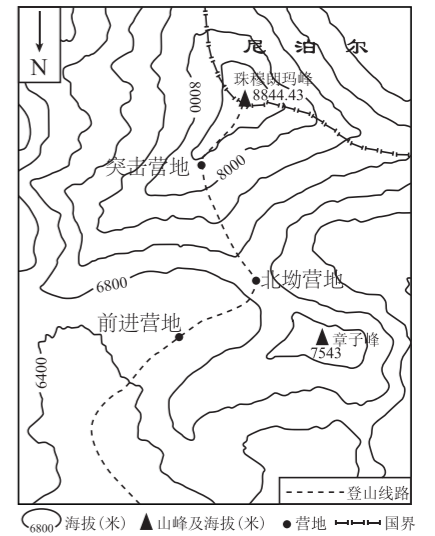 N
尼泊尔
珠穆朗玛峰
8844.43
8000
8000
突击营地
北坳营地
6800
前进营地
章子峰
7543
6400
登山线路
6800 海拔(米) 山峰及海拔(米) 营地 国界